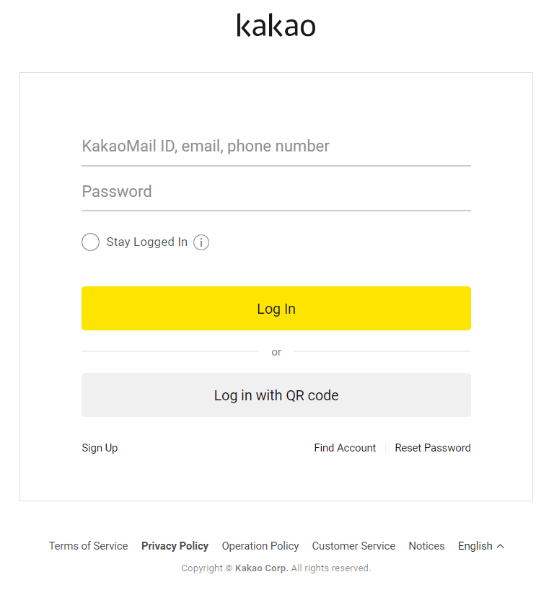 kakao
KakaoMail ID, email, phone number
Password
Stay Logged In
Log In
or
Log in with QR code
Sign Up Find Account Reset Password
Terms of Service Privacy Policy Operation Policy Customer Service Notices English
Copyright © Kakao Corp. All rights reserved.